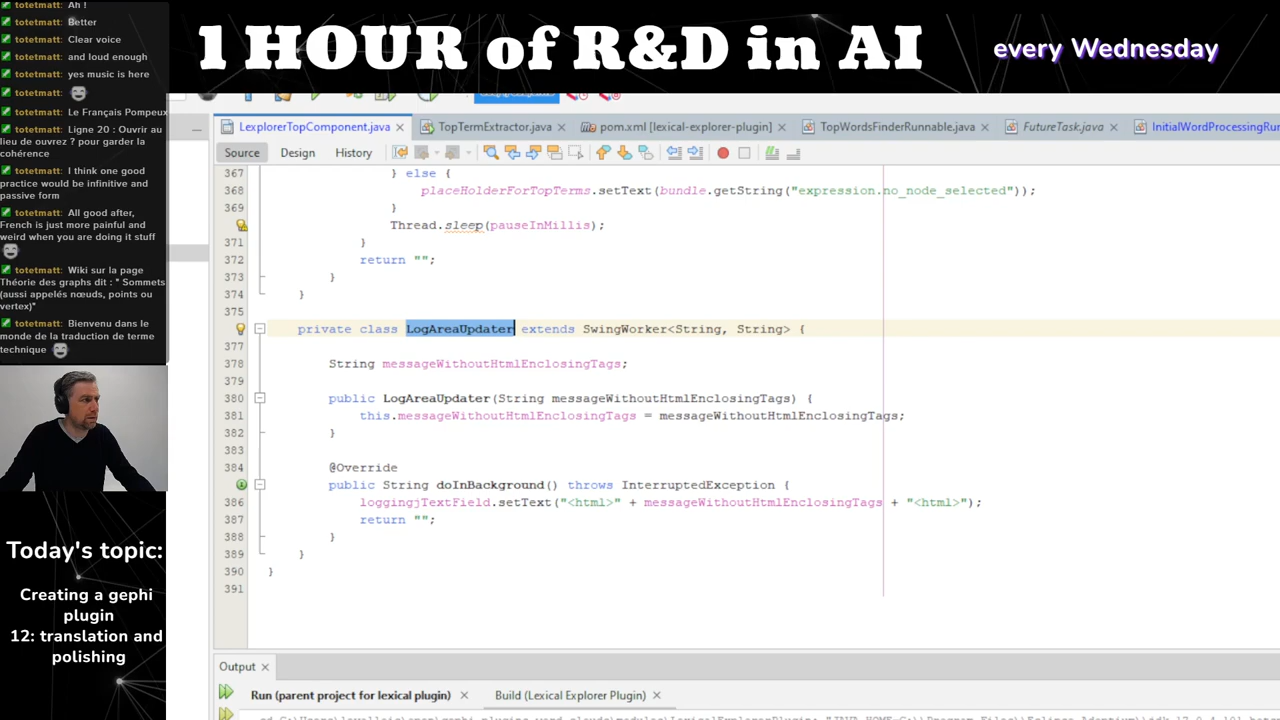 totetmatt: Ah !
totetmatt: Better
totetmatt: Clear voice
totetmatt: and loud enough
totetmatt: yes music is here
totetmatt:
totetmatt: Le Français Pompeux
totetmatt: Ligne 20 : Ouvrir au
lieu de ouvrez ? pour garder la
cohérence
totetmatt: I think one good
practice would be infinitive and
passive form
totetmatt: All good after,
French is just more painful and
weird when you are doing it stuff
totetmatt: Wiki sur la page
Théorie des graphs dit : " Sommets
(aussi appelés nœuds, points ou
vertex)"
totetmatt: Bienvenu dans le
monde de la traduction de terme
technique
1 HOUR of R&D in AI
every Wednesday
LexplorerTopComponent.java
TopTermExtractor.java
pom.xml [lexical-explorer-plugin]
TopWordsFinderRunnable.java
FutureTask.java
InitialWordProcessingRun
Source Design History
367 } else {
368 placeHolderForTopTerms.setText(bundle.getString("expression.no_node_selected"));
369 }
Thread.sleep(pauseInMillis);
371 }
372 return "";
373 }
374 }
375
private class LogAreaUpdater extends SwingWorker<String, String> {
377
378 String messageWithoutHtmlEnclosingTags;
379
380 public LogAreaUpdater(String messageWithoutHtmlEnclosingTags) {
381 this.messageWithoutHtmlEnclosingTags = messageWithoutHtmlEnclosingTags;
382 }
383
384 @Override
public String doInBackground() throws InterruptedException {
386 loggingjTextField.setText("<html>" + messageWithoutHtmlEnclosingTags + "<html>");
387 return "";
388 }
389 }
390 }
391
Output
Run (parent project for lexical plugin)
Build (Lexical Explorer Plugin)
Today's topic:
Creating a gephi
plugin
12: translation and
polishing